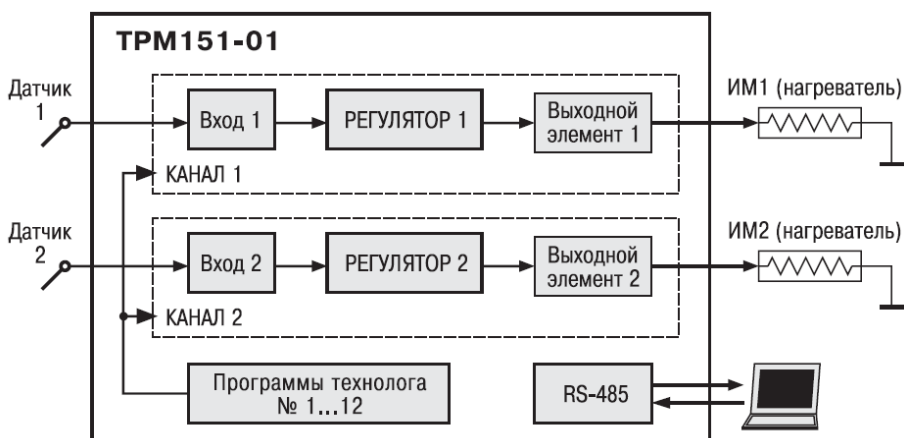 ТРМ151-01
Датчик
1
Вход 1
РЕГУЛЯТОР 1
Выходной
элемент 1
ИМ1 (нагреватель)
КАНАЛ 1
Датчик
2
Вход 2
РЕГУЛЯТОР 2
Выходной
элемент 2
ИМ2 (нагреватель)
КАНАЛ 2
Программы технолога
№ 1...12
RS-485